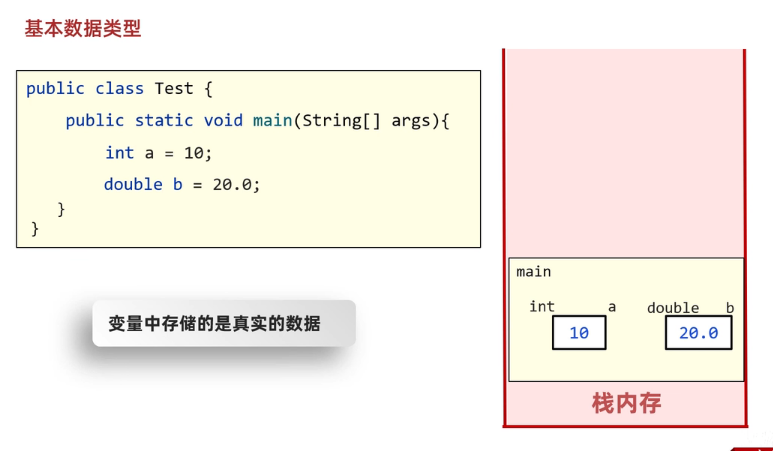 基本数据类型
public class Test {
public static void main(String[] args){
int a = 10;
double b = 20.0;
}
}
变量中存储的是真实的数据
main
int a double b
10 20.0
栈内存